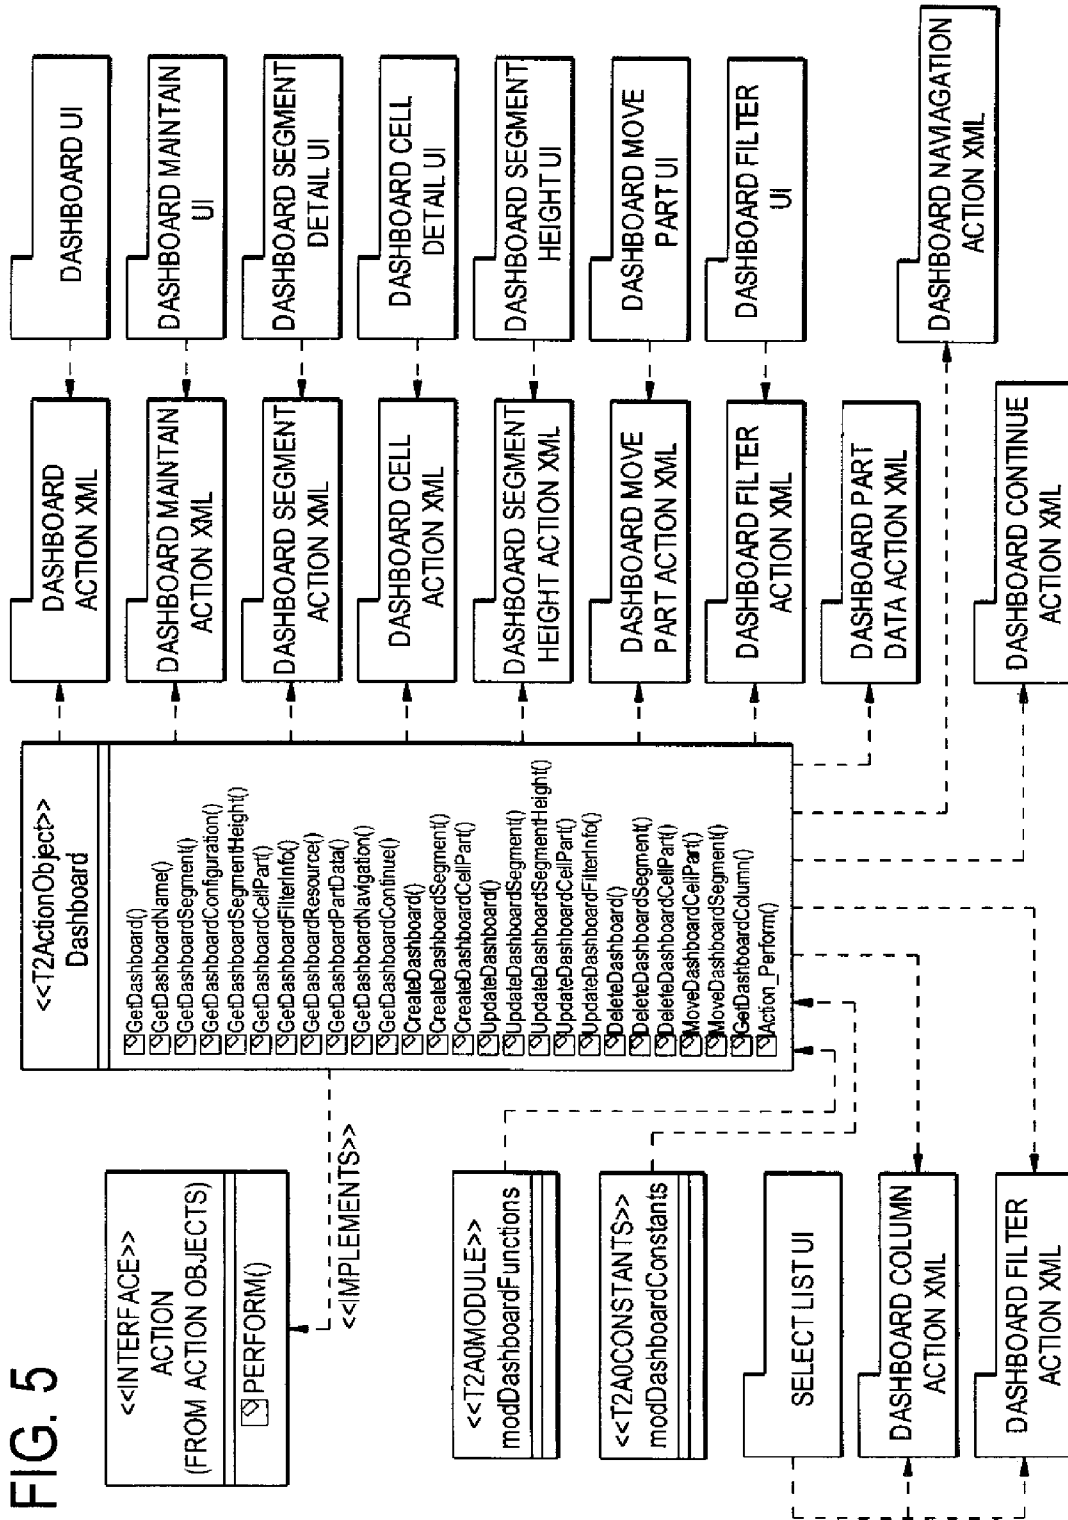 FIG. 5
<<INTERFACE>>
ACTION
(FROM ACTION OBJECTS)
PERFORM()
<<IMPLEMENTS>>
<<T2A0MODULE>>
modDashboardFunctions
<<T2A0CONSTANTS>>
modDashboardConstants
SELECT LIST UI
DASHBOARD COLUMN
ACTION XML
DASHBOARD FILTER
ACTION XML
<<T2ActionObject>>
Dashboard
GetDashboard()
GetDashboardName()
GetDashboardSegment()
GetDashboardConfiguration()
GetDashboardSegmentHeight()
GetDashboardCellPart()
GetDashboardFilterInfo()
GetDashboardResource()
GetDashboardPartData()
GetDashboardNavigation()
GetDashboardContinue()
CreateDashboard()
CreateDashboardSegment()
CreateDashboardCellPart()
UpdateDashboard()
UpdateDashboardSegment()
UpdateDashboardSegmentHeight()
UpdateDashboardCellPart()
UpdateDashboardFilterInfo()
DeleteDashboard()
DeleteDashboardSegment()
DeleteDashboardCellPart()
MoveDashboardCellPart()
MoveDashboardSegment()
GetDashboardColumn()
Action_Perform()
DASHBOARD
ACTION XML
DASHBOARD MAINTAIN
ACTION XML
DASHBOARD SEGMENT
ACTION XML
DASHBOARD CELL
ACTION XML
DASHBOARD SEGMENT
HEIGHT ACTION XML
DASHBOARD MOVE
PART ACTION XML
DASHBOARD FILTER
ACTION XML
DASHBOARD PART
DATA ACTION XML
DASHBOARD CONTINUE
ACTION XML
DASHBOARD UI
DASHBOARD MAINTAIN
UI
DASHBOARD SEGMENT
DETAIL UI
DASHBOARD CELL
DETAIL UI
DASHBOARD SEGMENT
HEIGHT UI
DASHBOARD MOVE
PART UI
DASHBOARD FILTER
UI
DASHBOARD NAVIAGATION
ACTION XML